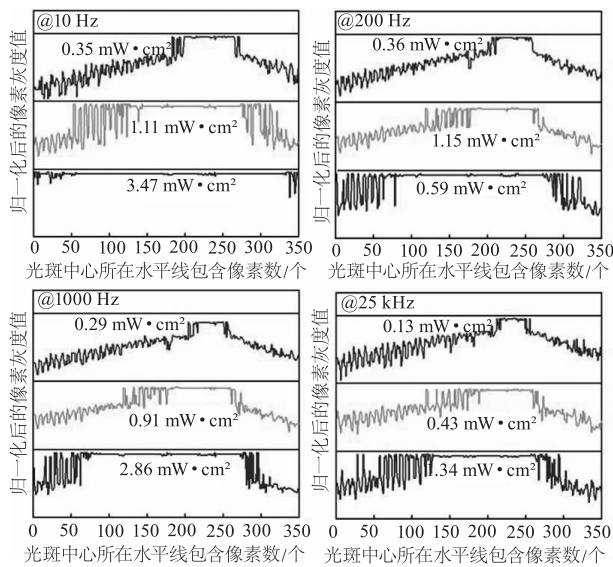 @10 Hz
0.35 mW·cm²
1.11 mW·cm²
3.47 mW·cm²
归一化后的像素灰度值
0 50 100 150 200 250 300 350
光斑中心所在水平线包含像素数/个
@200 Hz
0.36 mW·cm²
1.15 mW·cm²
0.59 mW·cm²
归一化后的像素灰度值
0 50 100 150 200 250 300 350
光斑中心所在水平线包含像素数/个
@1000 Hz
0.29 mW·cm²
0.91 mW·cm²
2.86 mW·cm²
归一化后的像素灰度值
0 50 100 150 200 250 300 350
光斑中心所在水平线包含像素数/个
@25 kHz
0.13 mW·cm²
0.43 mW·cm²
1.34 mW·cm²
归一化后的像素灰度值
0 50 100 150 200 250 300 350
光斑中心所在水平线包含像素数/个